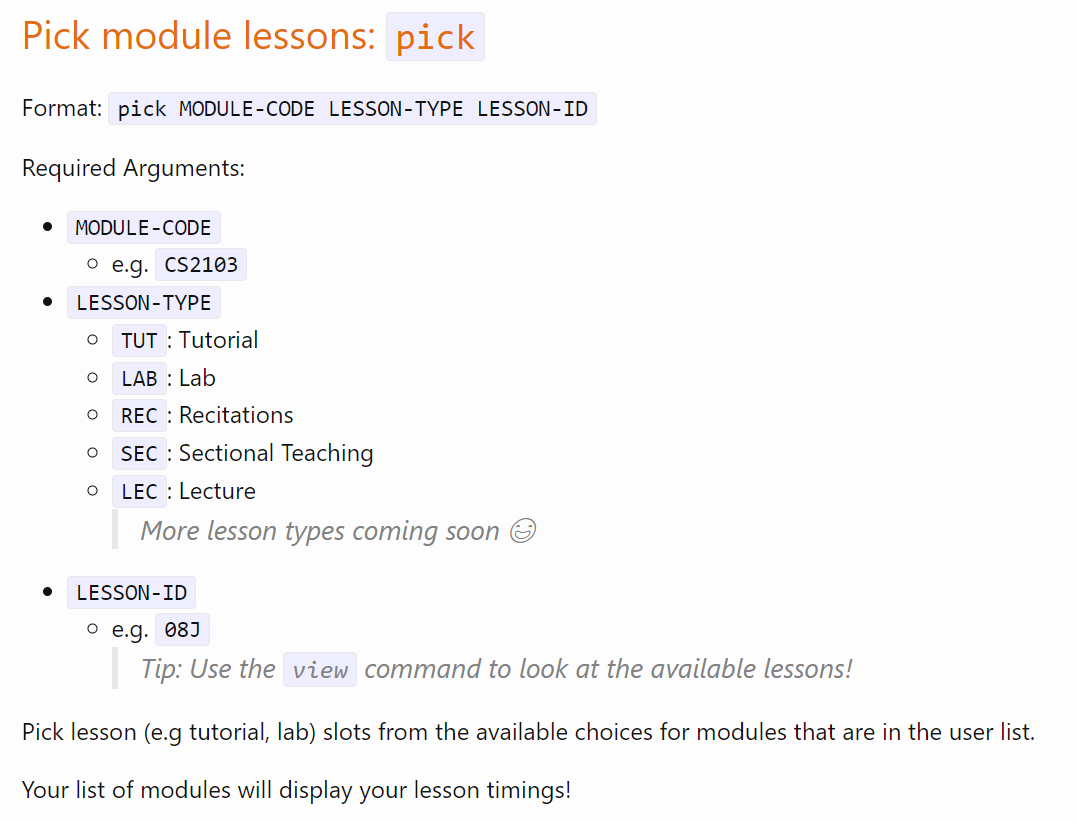 Pick module lessons: pick
Format: pick MODULE-CODE LESSON-TYPE LESSON-ID
Required Arguments:
MODULE-CODE
e.g. CS2103
LESSON-TYPE
TUT : Tutorial
LAB : Lab
REC : Recitations
SEC : Sectional Teaching
LEC : Lecture
More lesson types coming soon 😅
LESSON-ID
e.g. 08J
Tip: Use the view command to look at the available lessons!
Pick lesson (e.g tutorial, lab) slots from the available choices for modules that are in the user list.
Your list of modules will display your lesson timings!